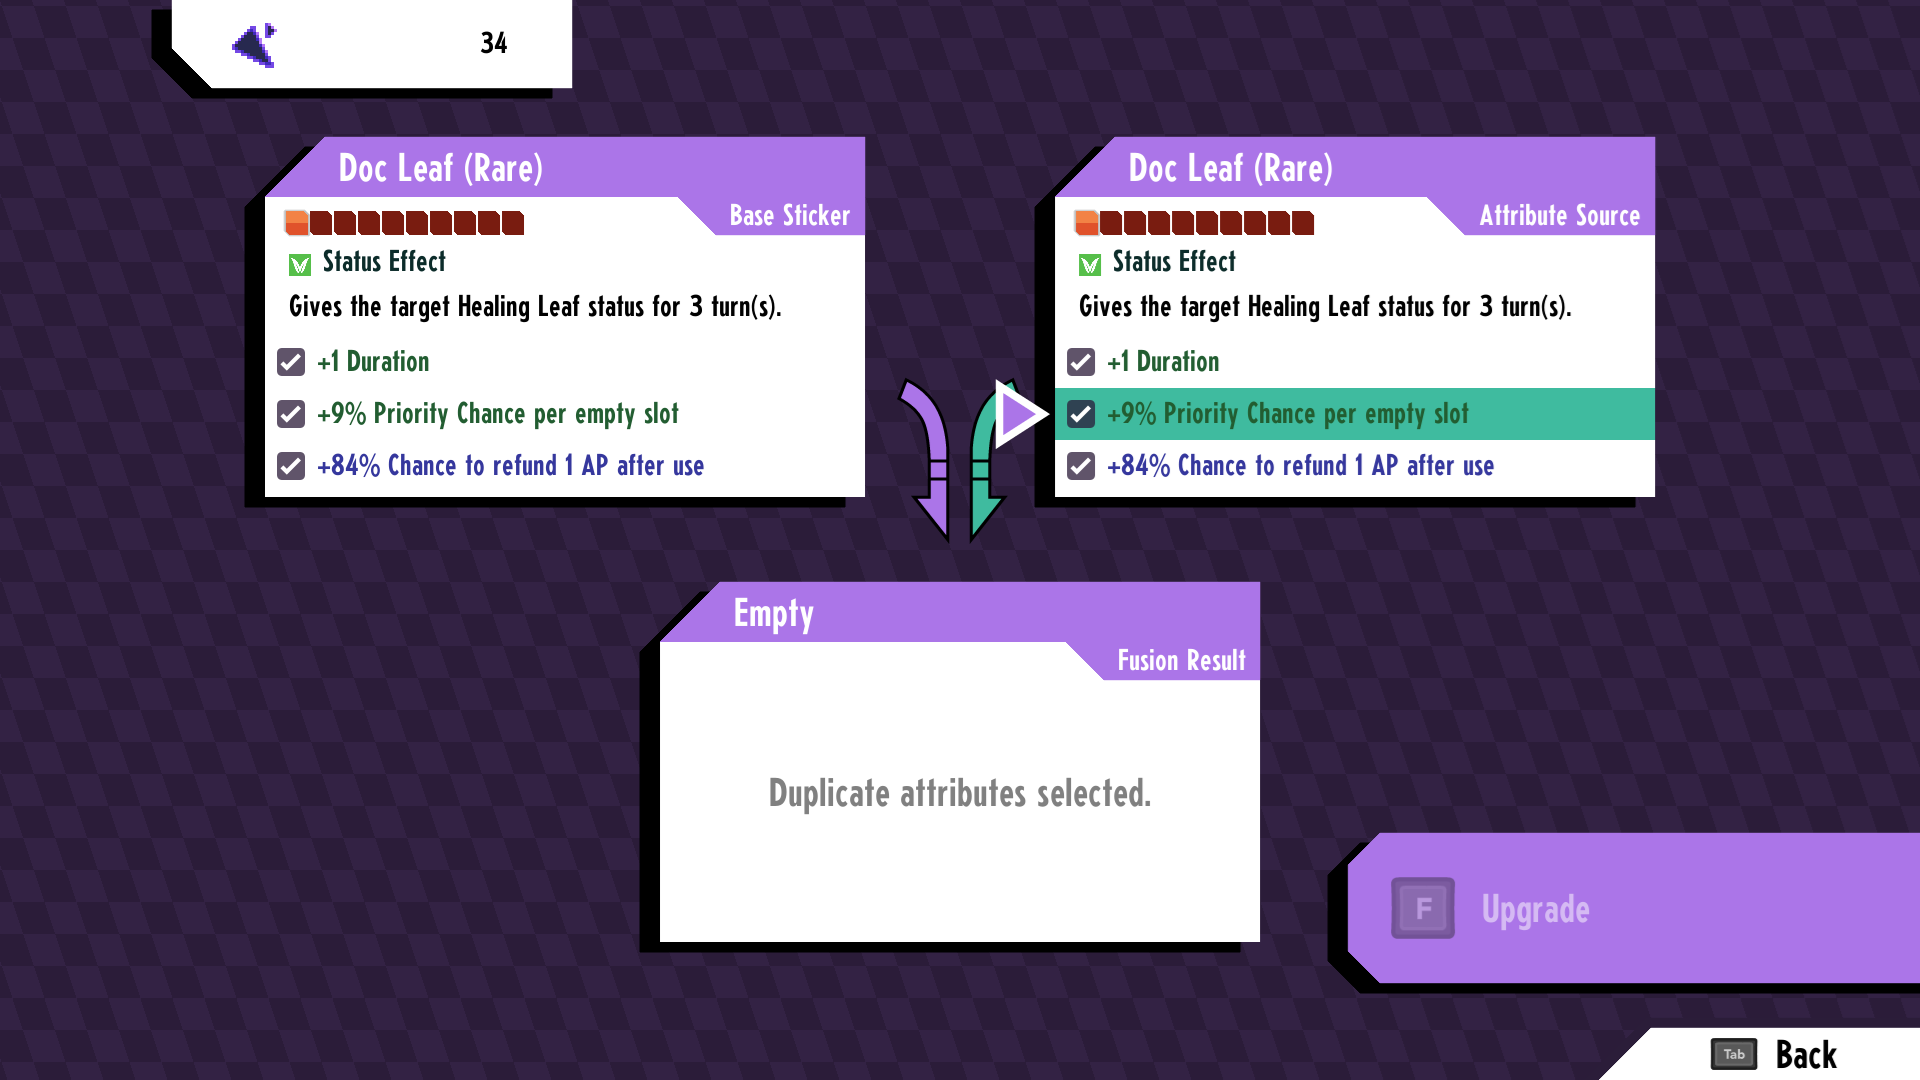 34
Doc Leaf (Rare)
Base Sticker
Status Effect
Gives the target Healing Leaf status for 3 turn(s).
+1 Duration
+9% Priority Chance per empty slot
+84% Chance to refund 1 AP after use
Doc Leaf (Rare)
Attribute Source
Status Effect
Gives the target Healing Leaf status for 3 turn(s).
+1 Duration
+9% Priority Chance per empty slot
+84% Chance to refund 1 AP after use
Empty
Fusion Result
Duplicate attributes selected.
F Upgrade
Tab Back